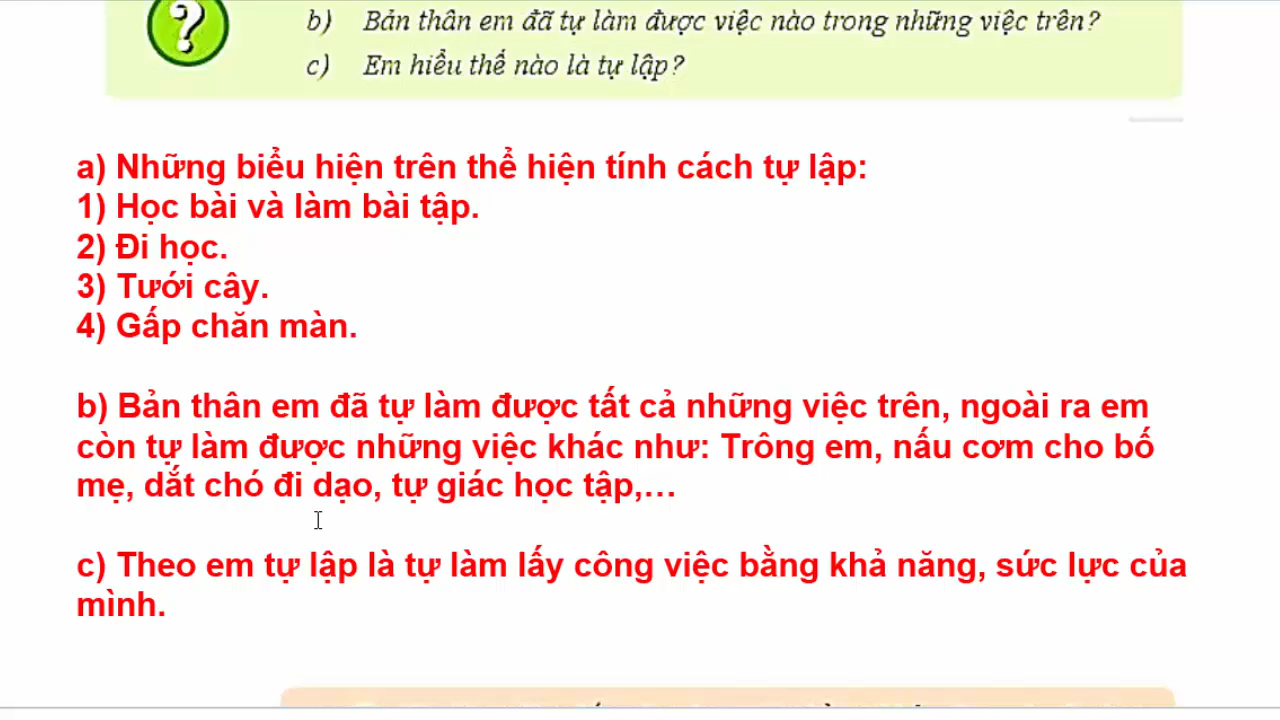 ?
b) Bản thân em đã tự làm được việc nào trong những việc trên?
c) Em hiểu thế nào là tự lập?
a) Những biểu hiện trên thể hiện tính cách tự lập:
1) Học bài và làm bài tập.
2) Đi học.
3) Tưới cây.
4) Gấp chăn màn.
b) Bản thân em đã tự làm được tất cả những việc trên, ngoài ra em
còn tự làm được những việc khác như: Trông em, nấu cơm cho bố
mẹ, dắt chó đi dạo, tự giác học tập,...
c) Theo em tự lập là tự làm lấy công việc bằng khả năng, sức lực của
mình.